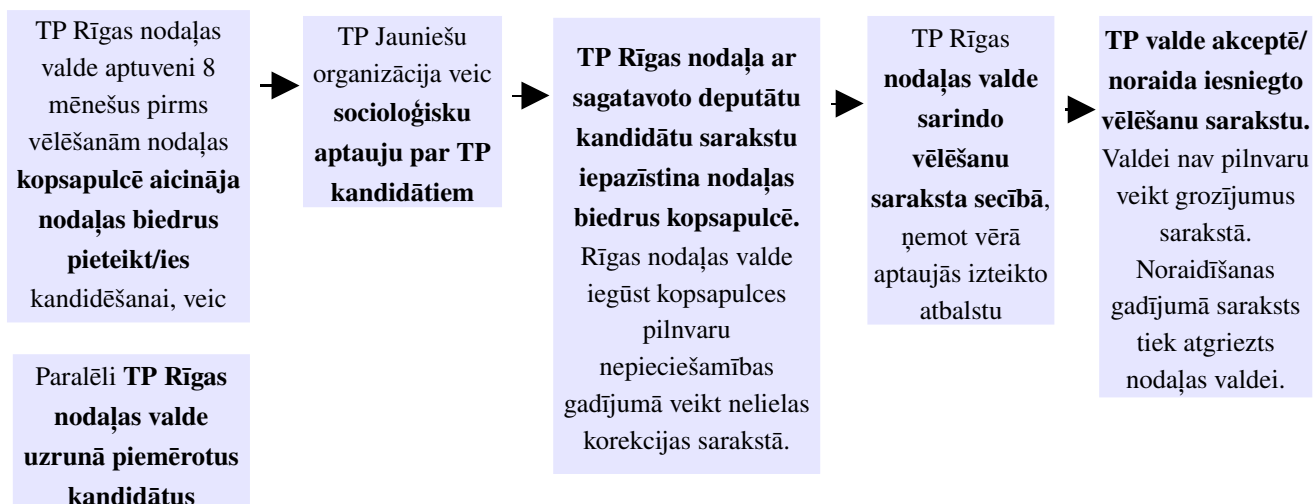 TP Rīgas nodaļas
valde aptuveni 8
mēnešus pirms
vēlēšanām nodaļas
kopsapulcē aicināja
nodaļas biedrus
pieteikt/ies
kandidēšanai, veic
Paralēli TP Rīgas
nodaļas valde
uzrunā piemērotus
kandidātus
TP Jauniešu
organizācija veic
socioloģisku
aptauju par TP
kandidātiem
TP Rīgas nodaļa ar
sagatavoto deputātu
kandidātu sarakstu
iepazīstina nodaļas
biedrus kopsapulcē.
Rīgas nodaļas valde
iegūst kopsapulces
pilnvaru
nepieciešamības
gadījumā veikt nelielas
korekcijas sarakstā.
TP Rīgas
nodaļas valde
sarindo
vēlēšanu
saraksta secībā,
ņemot vērā
aptaujās izteikto
atbalstu
TP valde akceptē/
noraida iesniegto
vēlēšanu sarakstu.
Valdei nav pilnvaru
veikt grozījumus
sarakstā.
Noraidīšanas
gadījumā saraksts
tiek atgriezts
nodaļas valdei.